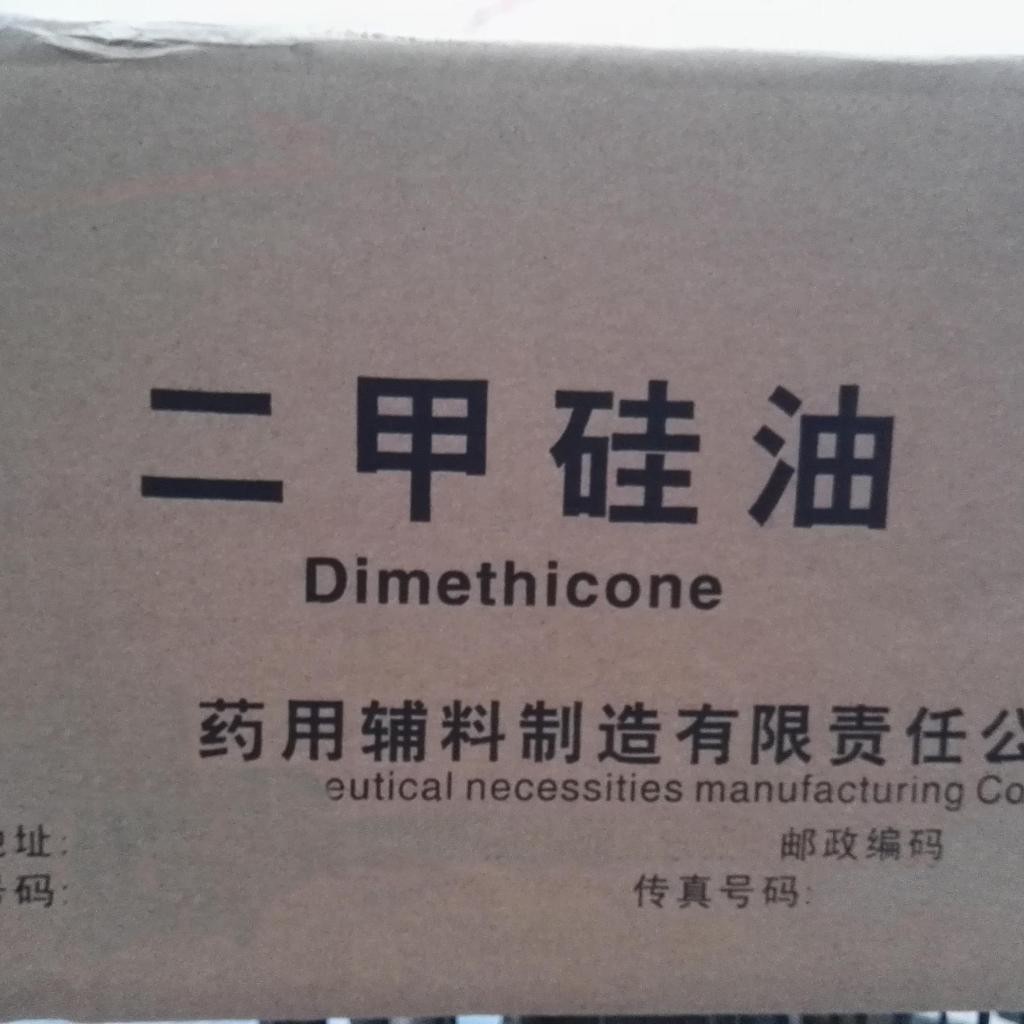 二甲硅油
Dimethicone
药用辅料制造有限责任公
eutical necessities manufacturing Co
址: 邮政编码
号码: 传真号码: